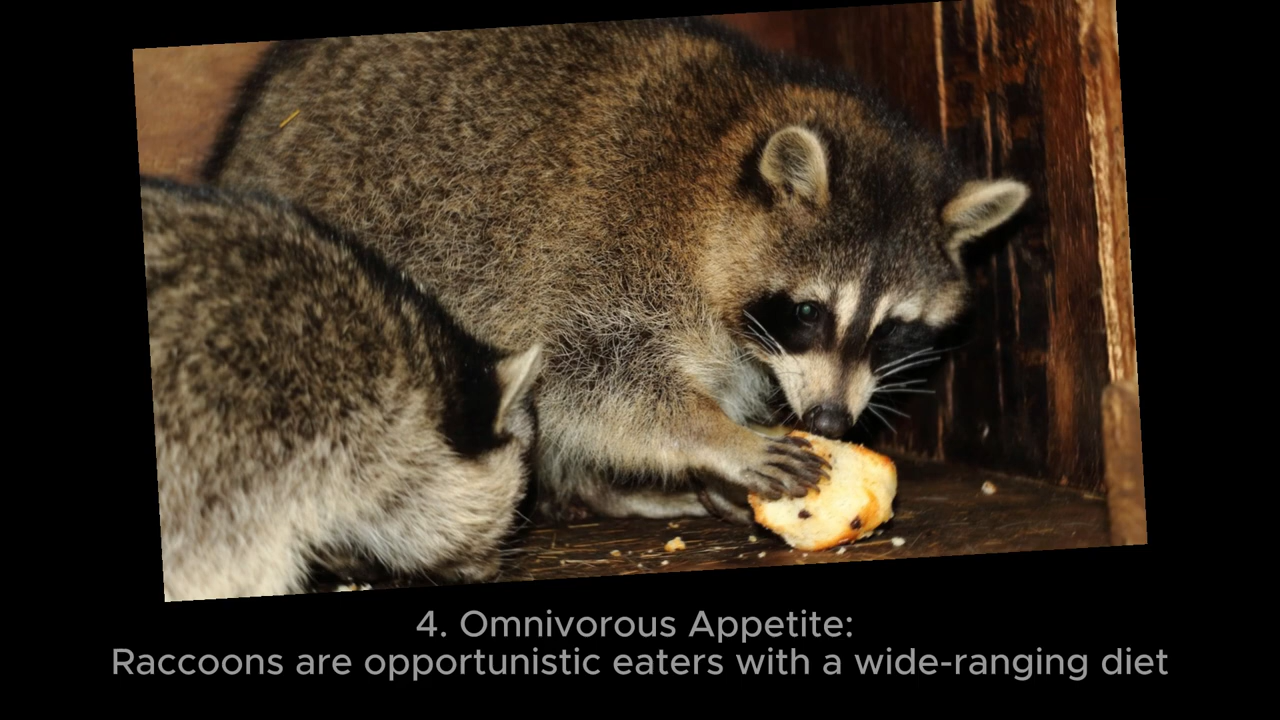 4. Omnivorous Appetite:
Raccoons are opportunistic eaters with a wide-ranging diet